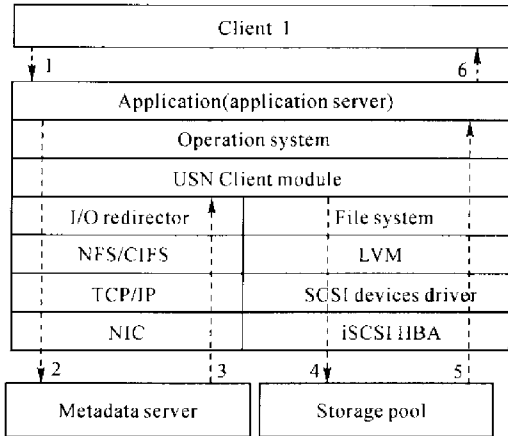 Client 1
1
6
Application(application server)
Operation system
USN Client module
I/O redirector
File system
NFS/CIFS
LVM
TCP/IP
SCSI devices driver
NIC
iSCSI HBA
2
3
4
5
Metadata server
Storage pool